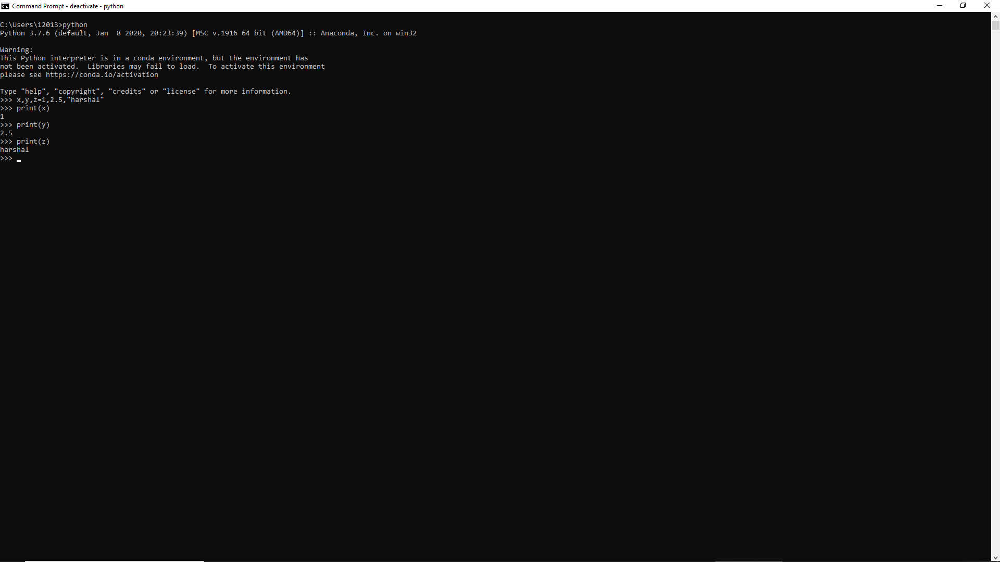 Command Prompt - deactivate - python
C:\Users\12013>python
Python 3.7.6 (default, Jan  8 2020, 20:23:39) [MSC v.1916 64 bit (AMD64)] :: Anaconda, Inc. on win32
Warning:
This Python interpreter is in a conda environment, but the environment has
not been activated.  Libraries may fail to load.  To activate this environment
please see https://conda.io/activation
Type "help", "copyright", "credits" or "license" for more information.
>>> x,y,z=1,2.5,"harshal"
>>> print(x)
1
>>> print(y)
2.5
>>> print(z)
harshal
>>>